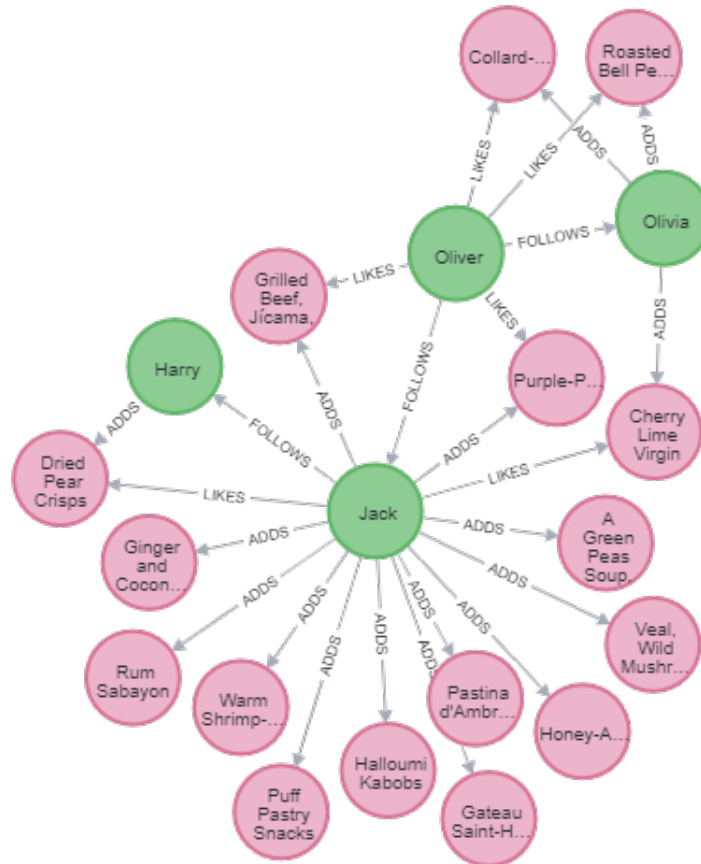 Collard-...
Roasted
Bell Pe...
LIKES
ADDS
LIKES
ADDS
Olivia
Oliver
FOLLOWS
Grilled
Beef,
Jícama,
LIKES
LIKES
ADDS
FOLLOWS
Harry
Purple-P...
ADDS
ADDS
FOLLOWS
ADDS
Cherry
Lime
Virgin
Dried
Pear
Crisps
LIKES
LIKES
Jack
ADDS
A
Green
Peas
Soup,
Ginger
and
Cocon...
ADDS
ADDS
ADDS
ADDS
ADDS
ADDS
ADDS
ADDS
ADDS
Veal,
Wild
Mushr...
Rum
Sabayon
Warm
Shrimp-...
Pastina
d'Ambr...
Honey-A...
Halloumi
Kabobs
Puff
Pastry
Snacks
Gateau
Saint-H...